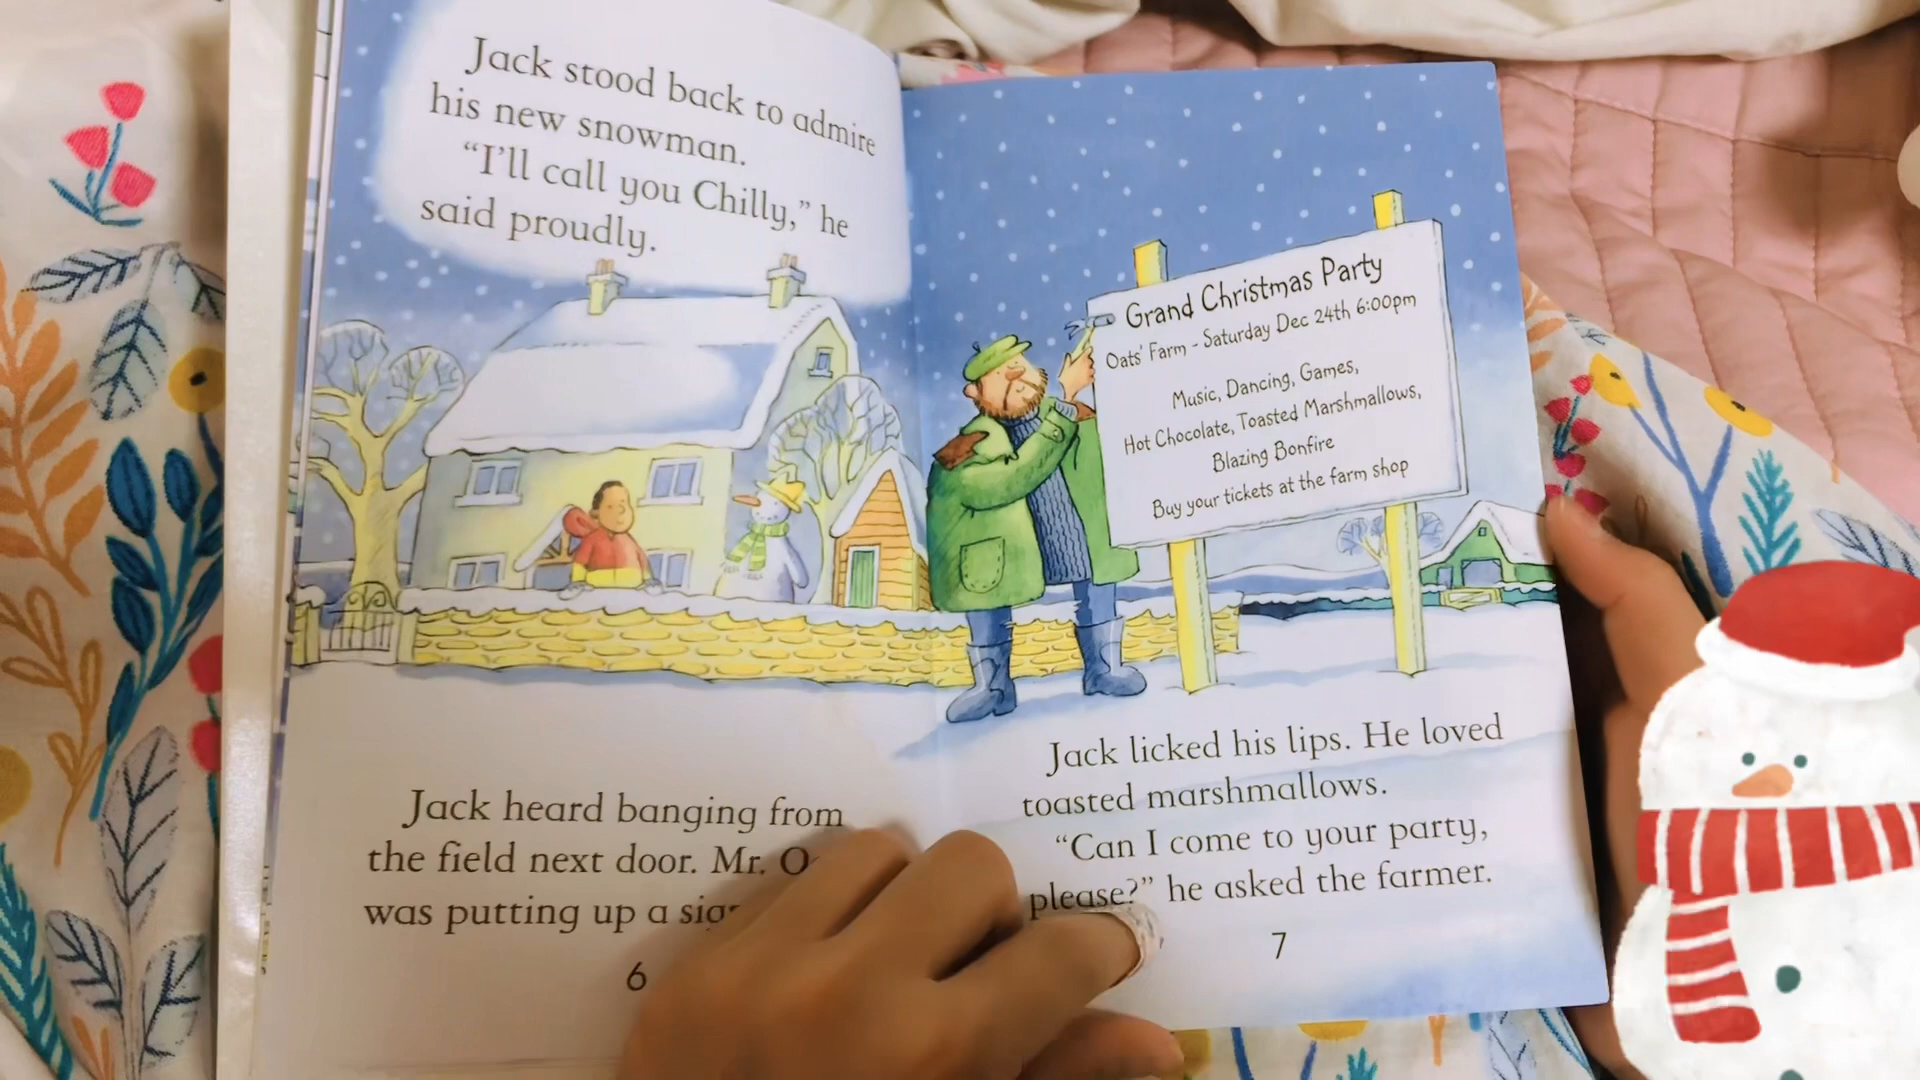 Jack stood back to admire
his new snowman.
“I’ll call you Chilly,” he
said proudly.
Jack heard banging from
the field next door. Mr.
was putting up a
6
Grand Christmas Party
Oats' Farm - Saturday Dec 24th 6:00pm
Music, Dancing, Games,
Hot Chocolate, Toasted Marshmallows,
Blazing Bonfire
Buy your tickets at the farm shop
Jack licked his lips. He loved
toasted marshmallows.
“Can I come to your party,
please?” he asked the farmer.
7